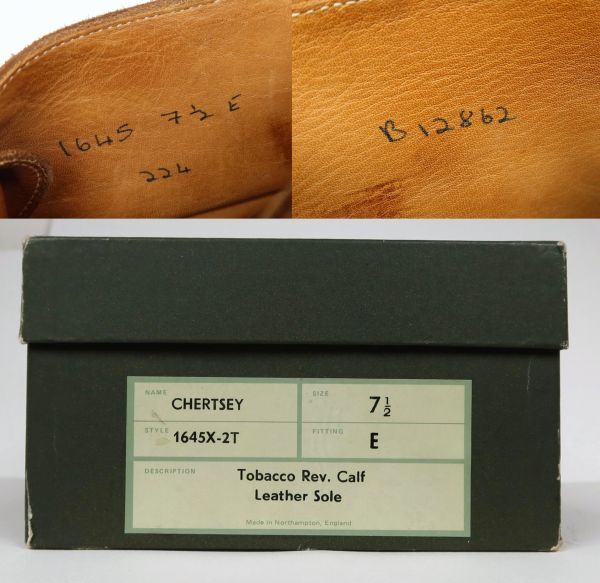 1645 7½ E
224
B 12862
NAME CHERTSEY
SIZE 7½
STYLE 1645X-2T
FITTING E
DESCRIPTION
Tobacco Rev. Calf
Leather Sole
Made in Northampton, England